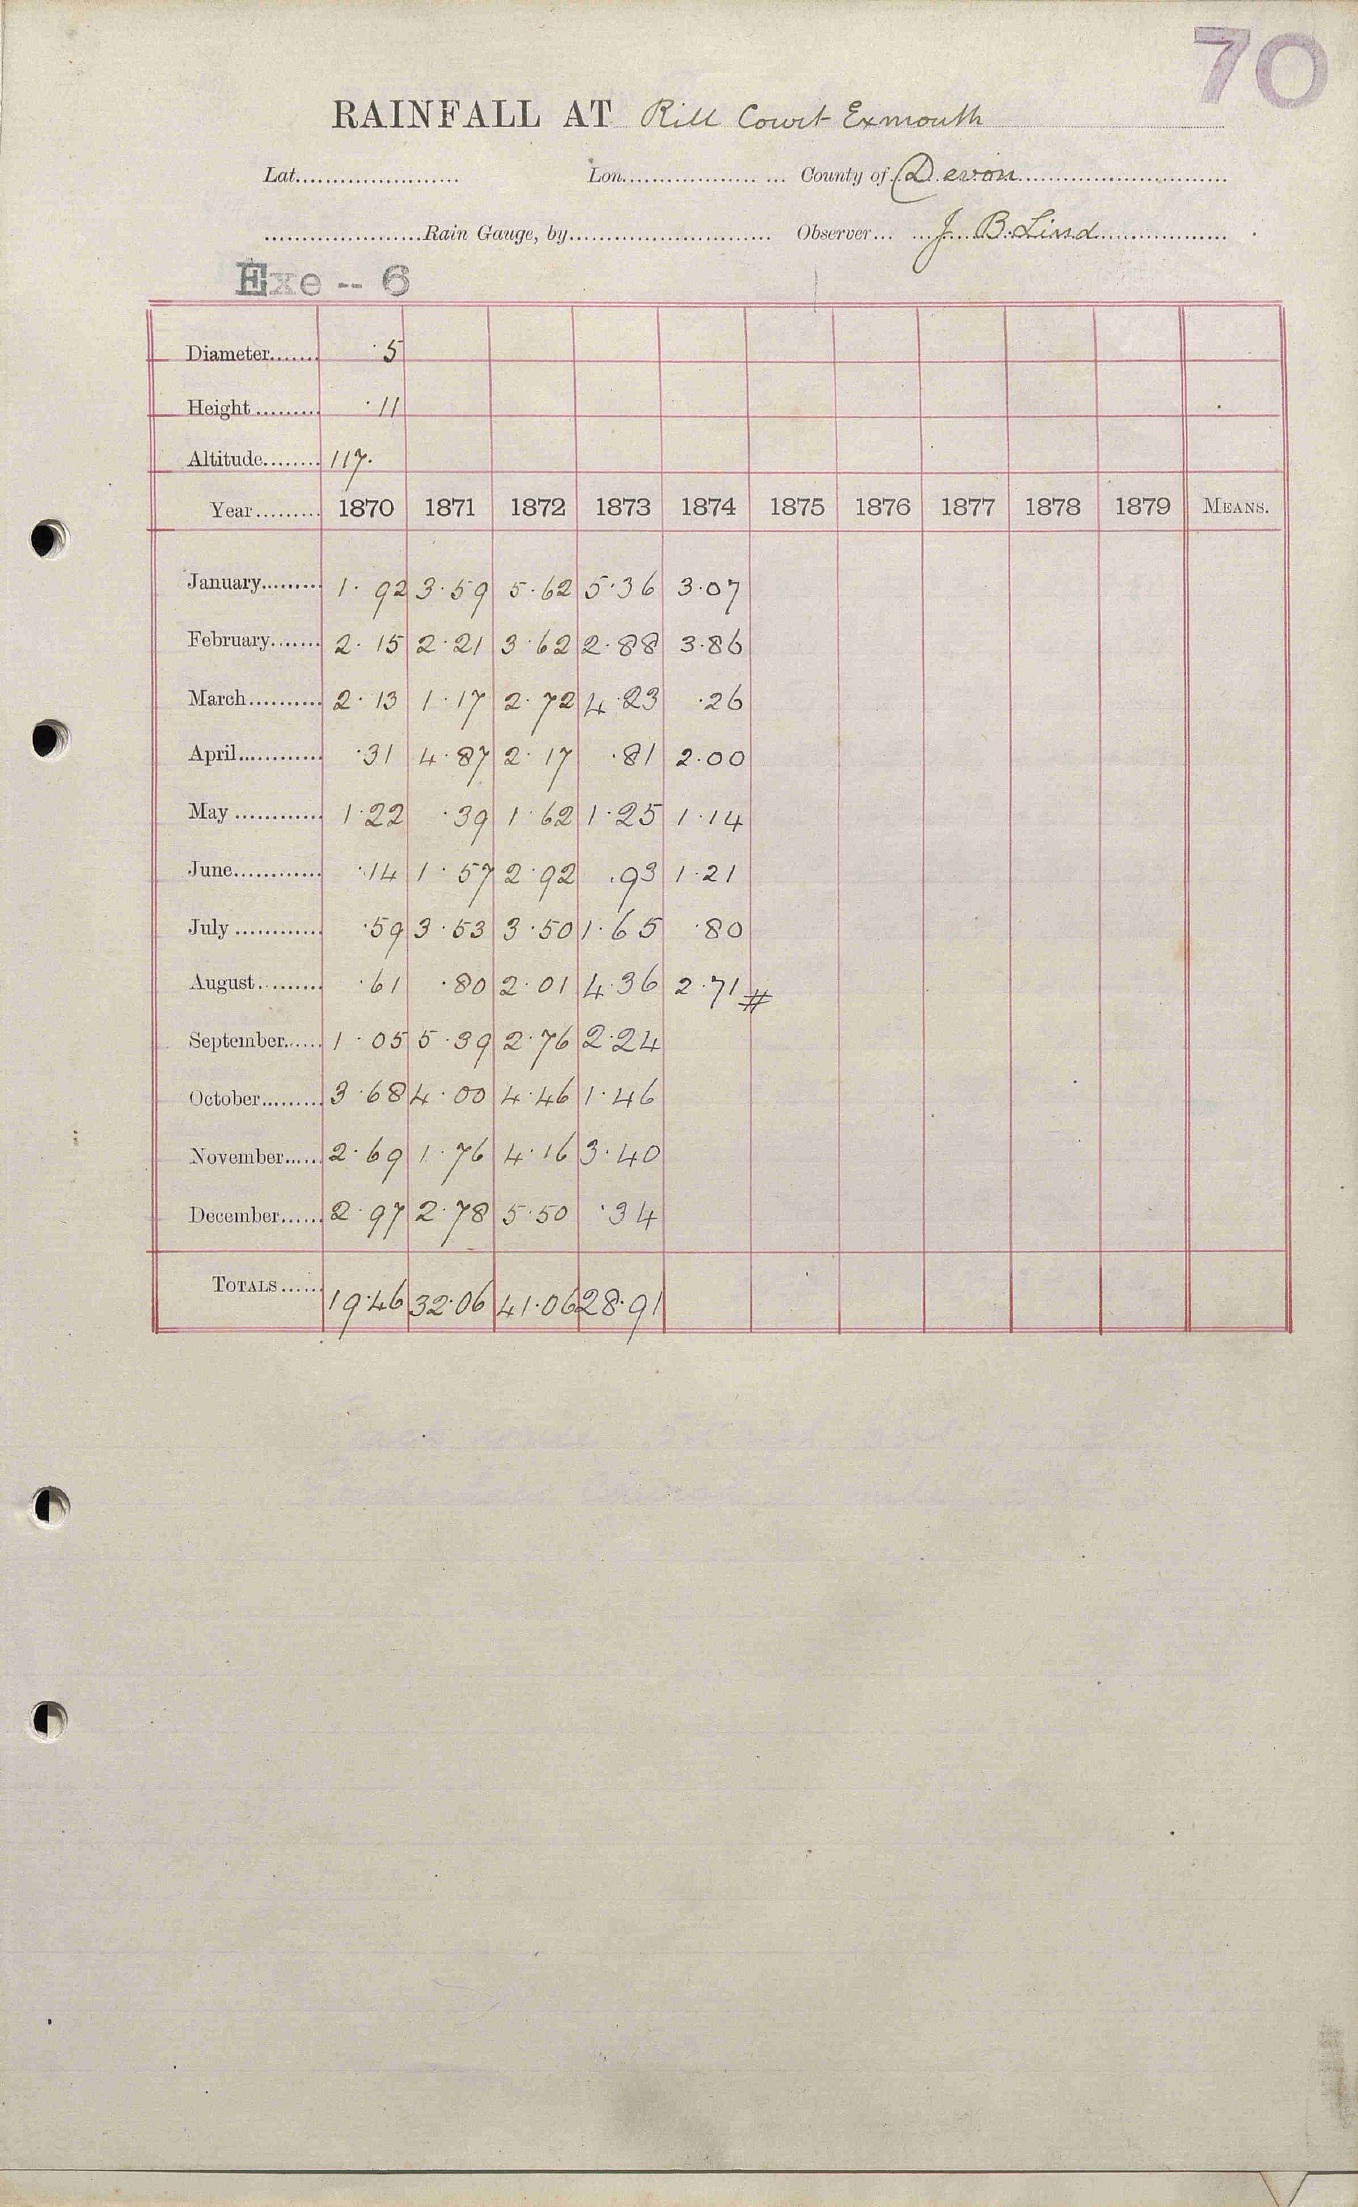 70
RAINFALL AT Rill Court Exmouth
Lat. Lon. County of Devon
Rain Gauge, by Observer J B. Lind
Exe -- 6
Diameter ·5
Height ·11
Altitude 117.
Year 1870 1871 1872 1873 1874 1875 1876 1877 1878 1879 MEANS.
January 1·92 3·59 5·62 5·36 3·07
February 2·15 2·21 3·62 2·88 3·86
March 2·13 1·17 2·72 4·23 ·26
April ·31 4·87 2·17 ·81 2·00
May 1·22 ·39 1·62 1·25 1·14
June ·14 1·57 2·92 .93 1·21
July ·59 3·53 3·50 1·65 ·80
August ·61 ·80 2·01 4·36 2·71 #
September 1·05 5·39 2·76 2·24
October 3·68 4·00 4·46 1·46
November 2·69 1·76 4·16 3·40
December 2·97 2·78 5·50 ·34
TOTALS 19·46 32·06 41·06 28·91